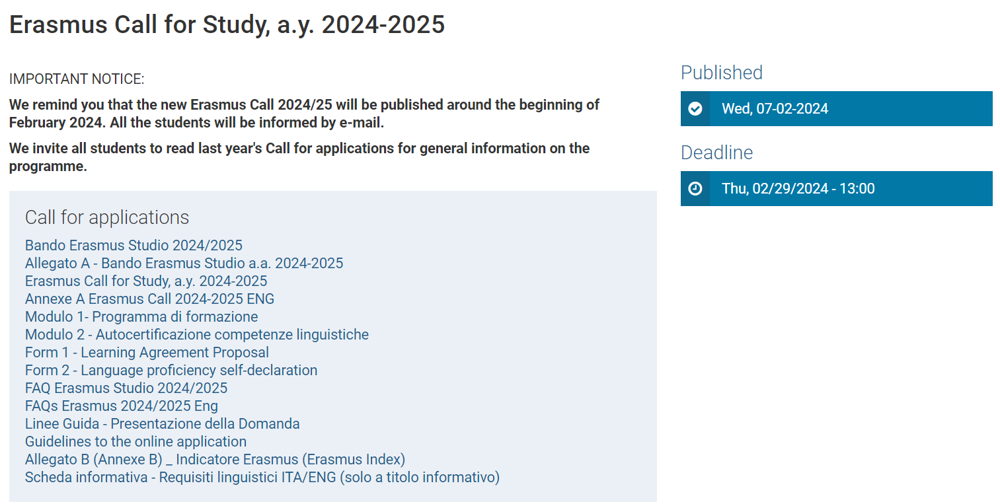 Erasmus Call for Study, a.y. 2024-2025
IMPORTANT NOTICE:
We remind you that the new Erasmus Call 2024/25 will be published around the beginning of
February 2024. All the students will be informed by e-mail.
We invite all students to read last year's Call for applications for general information on the
programme.
Call for applications
Bando Erasmus Studio 2024/2025
Allegato A - Bando Erasmus Studio a.a. 2024-2025
Erasmus Call for Study, a.y. 2024-2025
Annexe A Erasmus Call 2024-2025 ENG
Modulo 1- Programma di formazione
Modulo 2 - Autocertificazione competenze linguistiche
Form 1 - Learning Agreement Proposal
Form 2 - Language proficiency self-declaration
FAQ Erasmus Studio 2024/2025
FAQs Erasmus 2024/2025 Eng
Linee Guida - Presentazione della Domanda
Guidelines to the online application
Allegato B (Annexe B) _ Indicatore Erasmus (Erasmus Index)
Scheda informativa - Requisiti linguistici ITA/ENG (solo a titolo informativo)
Published
Wed, 07-02-2024
Deadline
Thu, 02/29/2024 - 13:00